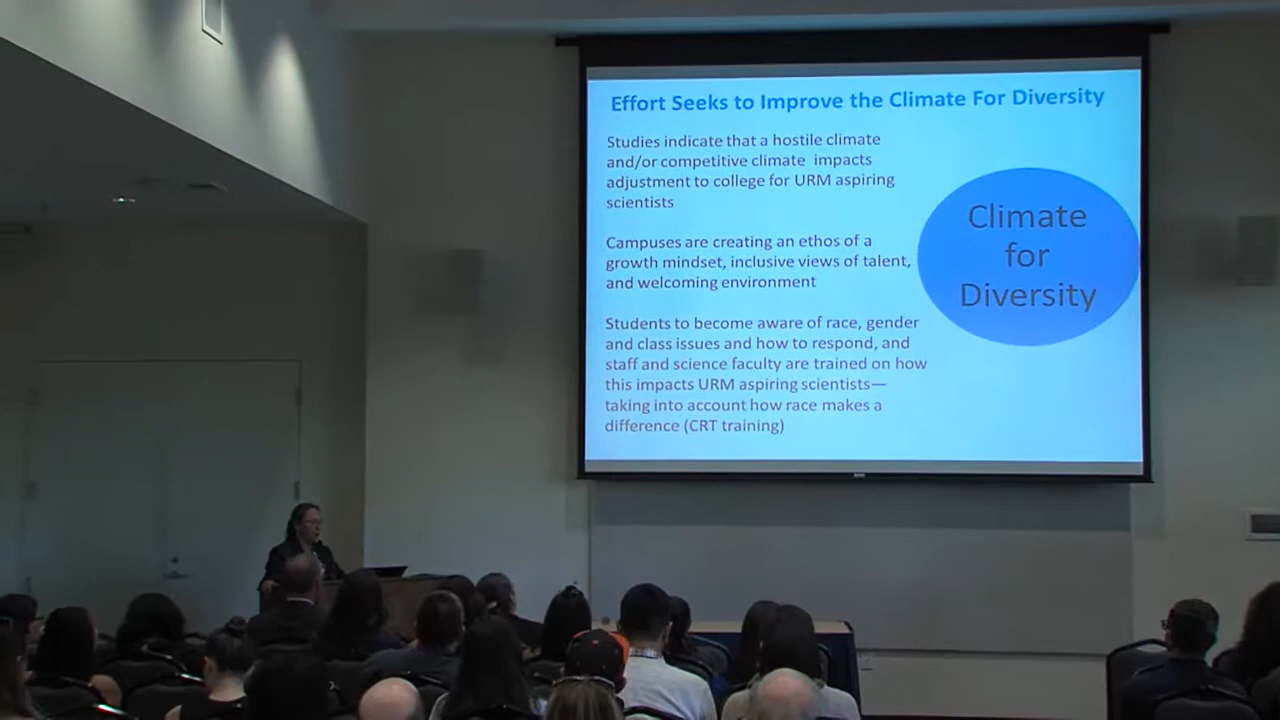 Effort Seeks to Improve the Climate For Diversity
Studies indicate that a hostile climate
and/or competitive climate  impacts
adjustment to college for URM aspiring
scientists
Campuses are creating an ethos of a
growth mindset, inclusive views of talent,
and welcoming environment
Students to become aware of race, gender
and class issues and how to respond, and
staff and science faculty are trained on how
this impacts URM aspiring scientists—
taking into account how race makes a
difference (CRT training)
Climate
for
Diversity